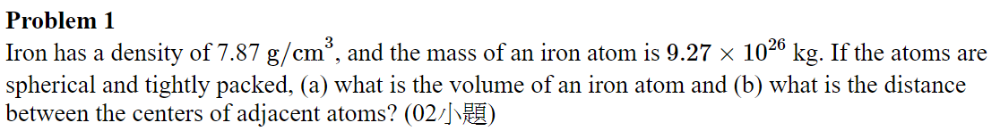 Problem 1
Iron has a density of 7.87 g/cm³, and the mass of an iron atom is 9.27 × 10²⁶ kg. If the atoms are
spherical and tightly packed, (a) what is the volume of an iron atom and (b) what is the distance
between the centers of adjacent atoms? (02小題)